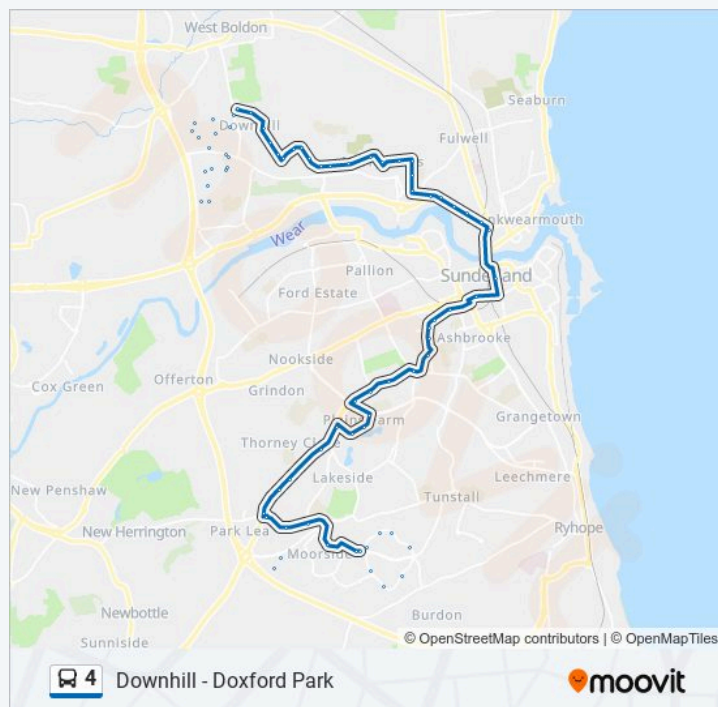 West Boldon
Seaburn
Downhill
Fulwell
Wear
Pallion
Sunderland
Ford Estate
Ashbrooke
Nookside
Cox Green
Offerton
Grindon
Grangetown
Thorney Close
Leechmere
Lakeside
New Penshaw
Tunstall
New Herrington
Park Lea
Ryhope
Moorside
Newbottle
Burdon
Sunniside
© OpenStreetMap contributors | © OpenMapTiles
4 Downhill - Doxford Park
moovit